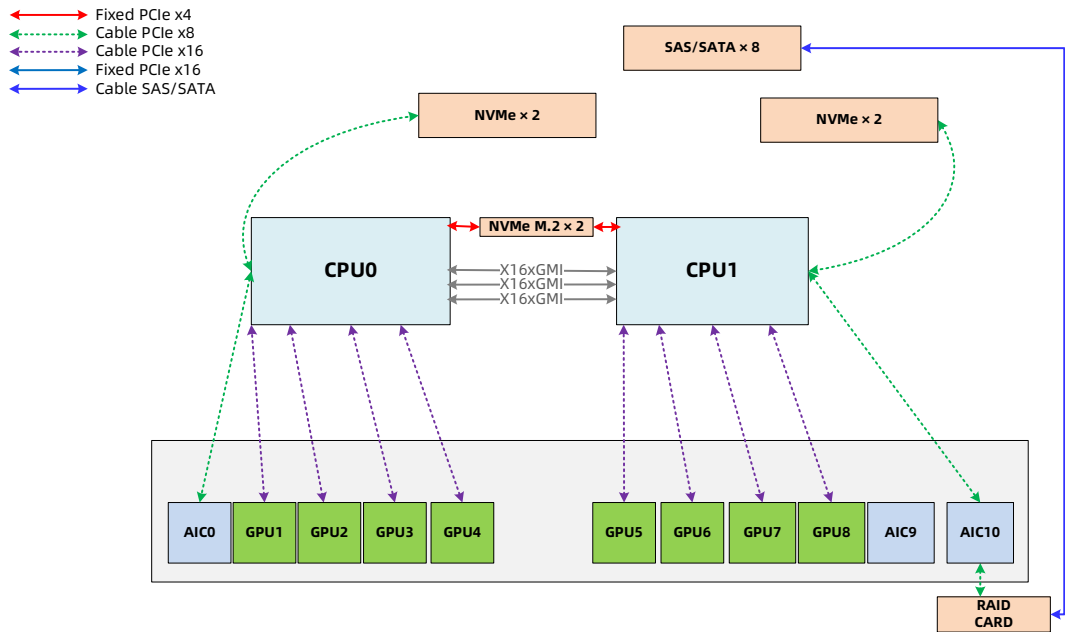 Fixed PCIe x4
Cable PCIe x8
Cable PCIe x16
Fixed PCIe x16
Cable SAS/SATA
SAS/SATA × 8
NVMe × 2
NVMe × 2
NVMe M.2 × 2
CPU0
CPU1
X16xGMI
X16xGMI
X16xGMI
AIC0
GPU1
GPU2
GPU3
GPU4
GPU5
GPU6
GPU7
GPU8
AIC9
AIC10
RAID
CARD